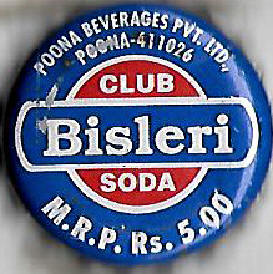 POONA BEVERAGES PVT. LTD.,
POONA-411026
CLUB
Bisleri
SODA
M.R.P. Rs. 5.00